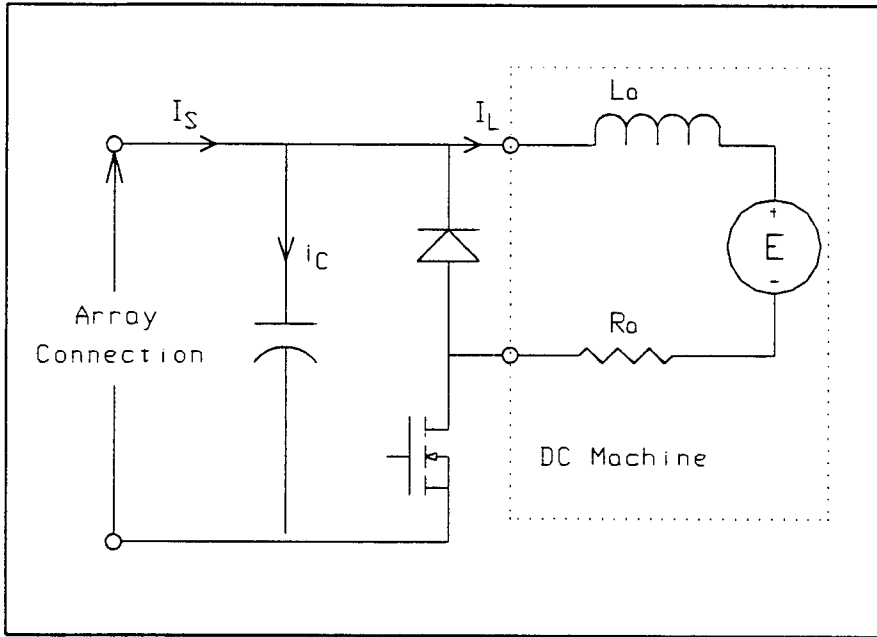 I_S
I_L
La
i_C
+
E
-
Array
Connection
Ra
DC Machine